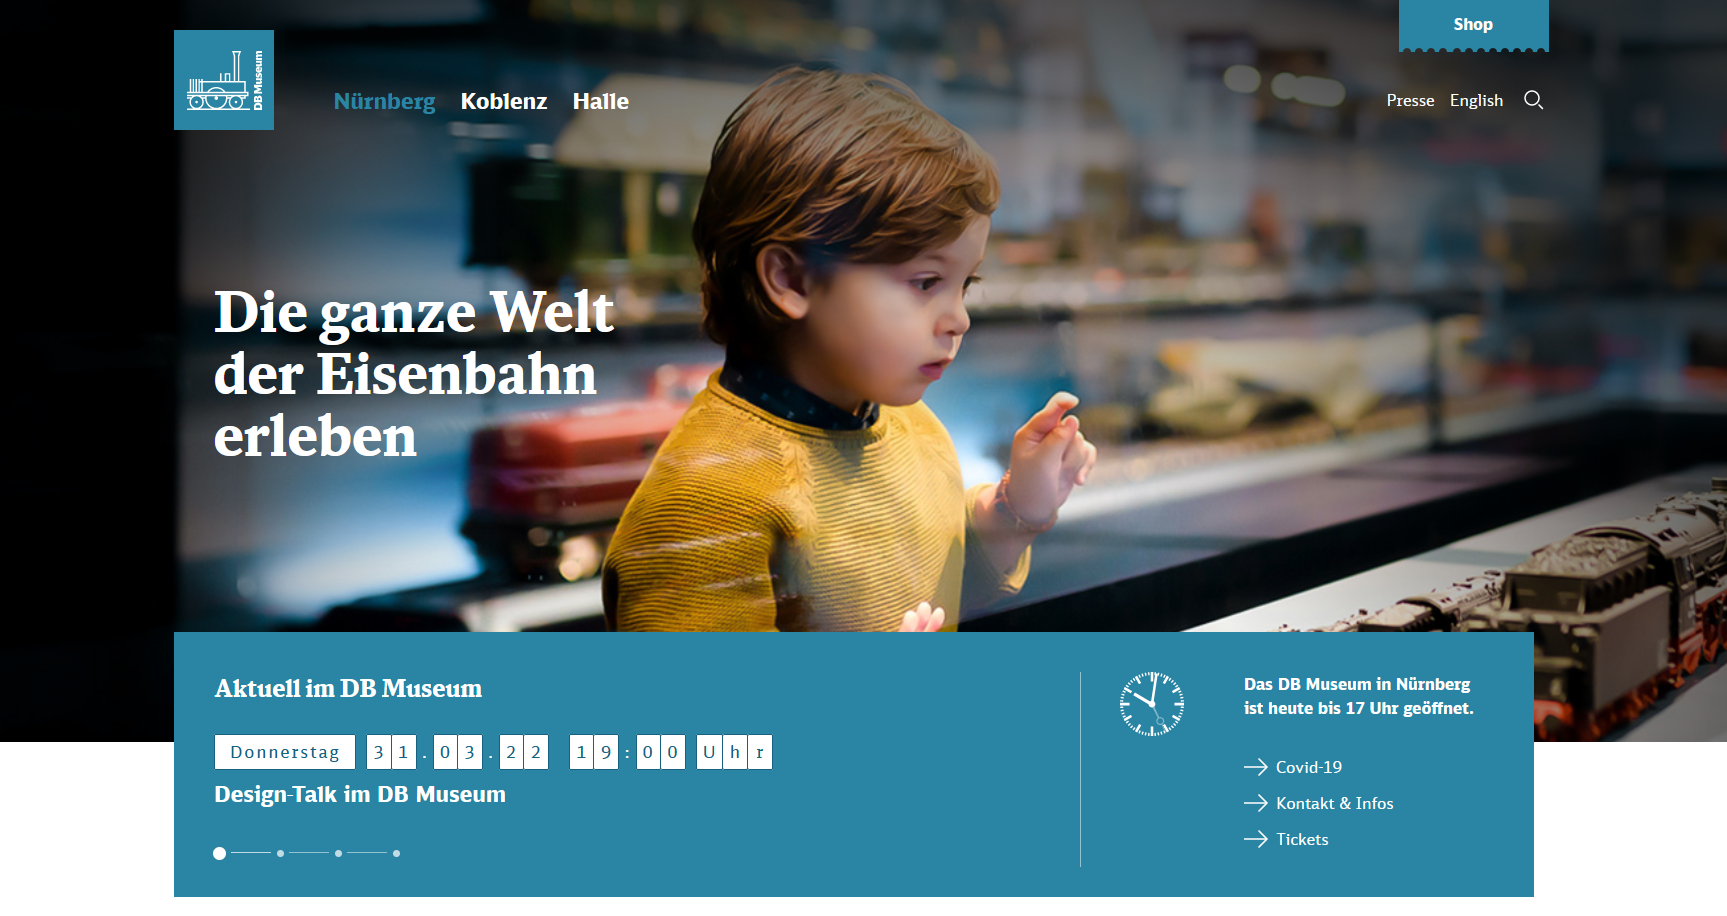 Shop
DB Museum
Nürnberg Koblenz Halle
Presse English
Die ganze Welt
der Eisenbahn
erleben
Aktuell im DB Museum
Donnerstag 31.03.22 19:00 Uhr
Design-Talk im DB Museum
Das DB Museum in Nürnberg
ist heute bis 17 Uhr geöffnet.
Covid-19
Kontakt & Infos
Tickets